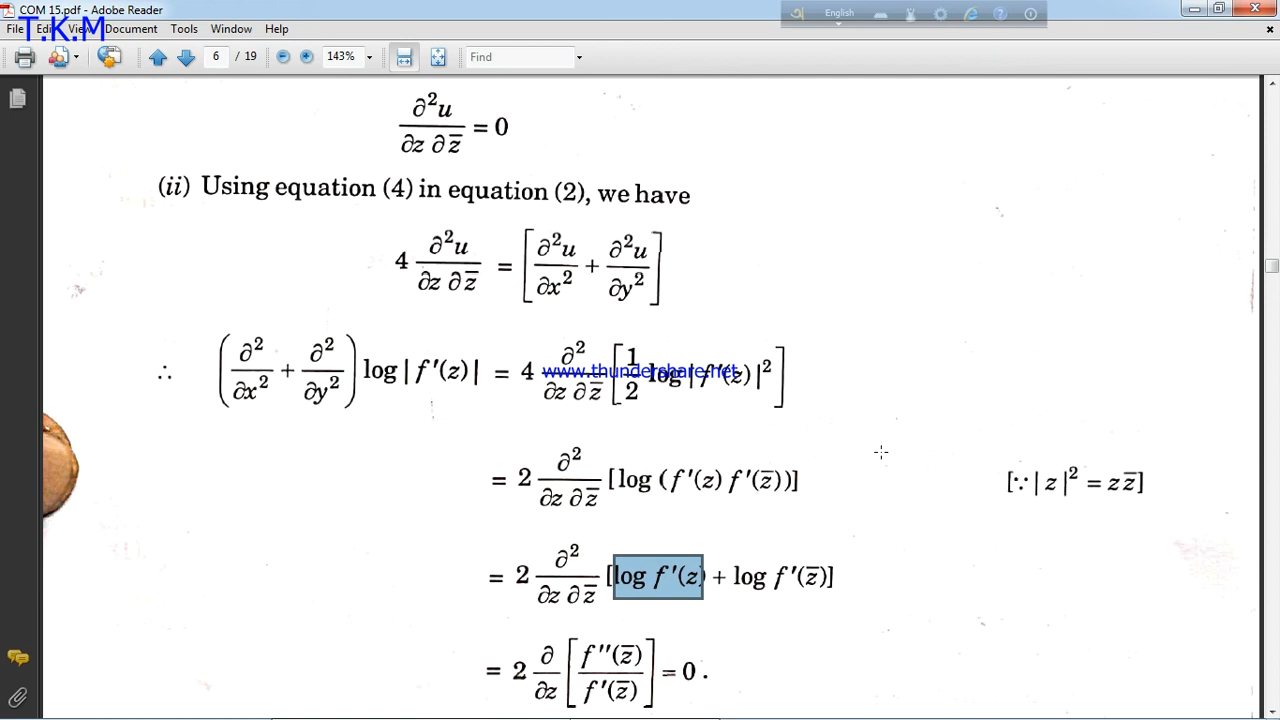 COM 15.pdf - Adobe Reader
T.K.M
File Edit View Document Tools Window Help
English
6 / 19 143% Find
∂²u / ∂z ∂z̅ = 0
(ii) Using equation (4) in equation (2), we have
4 ∂²u / ∂z ∂z̅ = [∂²u / ∂x² + ∂²u / ∂y²]
∴ (∂² / ∂x² + ∂² / ∂y²) log | f ′(z) | = 4 ∂² / ∂z ∂z̅ [1/2 log | f ′(z) |²]
www.thundershare.net
= 2 ∂² / ∂z ∂z̅ [log (f ′(z) f ′(z̅))] [∵ | z |² = z z̅]
= 2 ∂² / ∂z ∂z̅ [log f ′(z) + log f ′(z̅)]
= 2 ∂ / ∂z [f ″(z̅) / f ′(z̅)] = 0 .